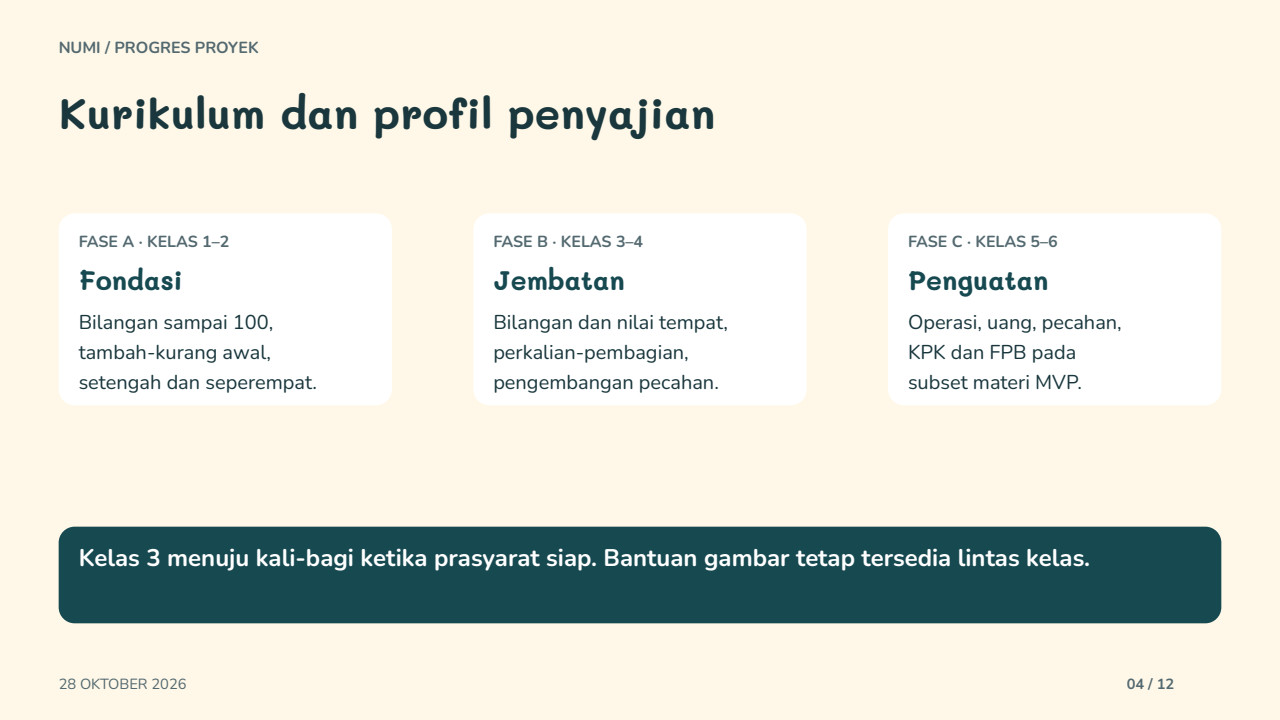 NUMI / PROGRES PROYEK
Kurikulum dan profil penyajian
FASE A · KELAS 1–2
Fondasi
Bilangan sampai 100,
tambah-kurang awal,
setengah dan seperempat.
FASE B · KELAS 3–4
Jembatan
Bilangan dan nilai tempat,
perkalian-pembagian,
pengembangan pecahan.
FASE C · KELAS 5–6
Penguatan
Operasi, uang, pecahan,
KPK dan FPB pada
subset materi MVP.
Kelas 3 menuju kali-bagi ketika prasyarat siap. Bantuan gambar tetap tersedia lintas kelas.
28 OKTOBER 2026
04 / 12